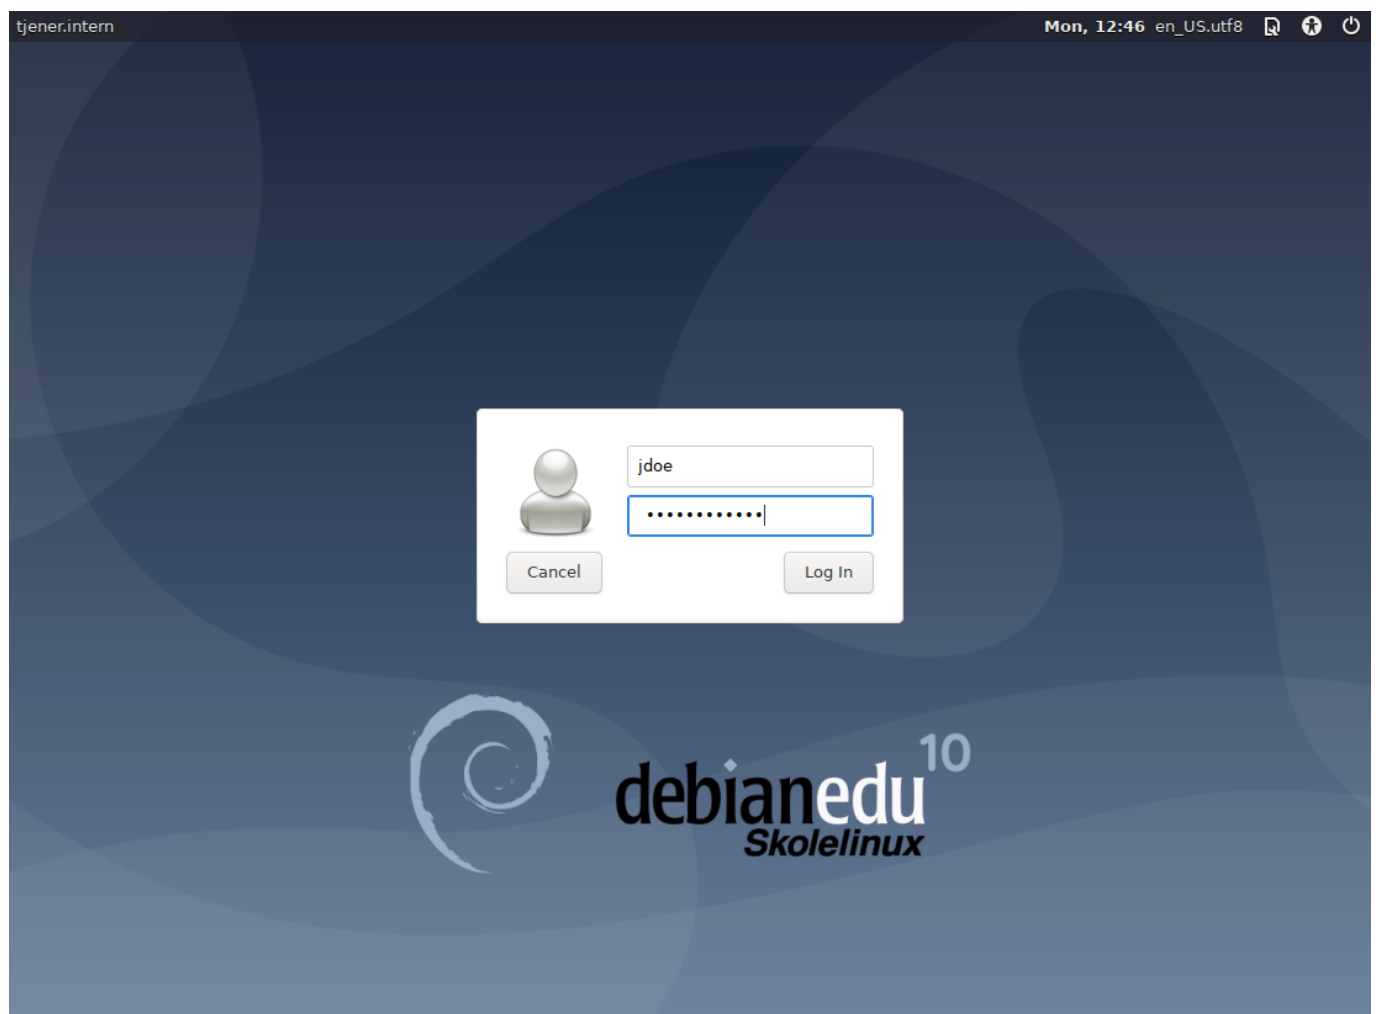 tjener.intern Mon, 12:46 en_US.utf8
jdoe
••••••••••••
Cancel Log In
debianedu 10
Skolelinux